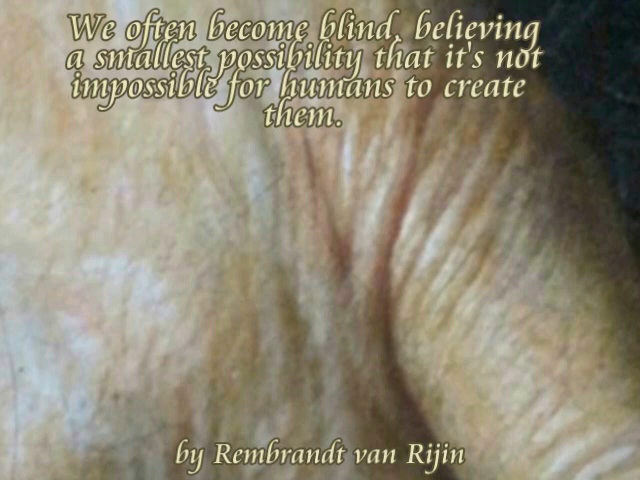 We often become blind, believing
a smallest possibility that it's not
impossible for humans to create
them.
by Rembrandt van Rijin